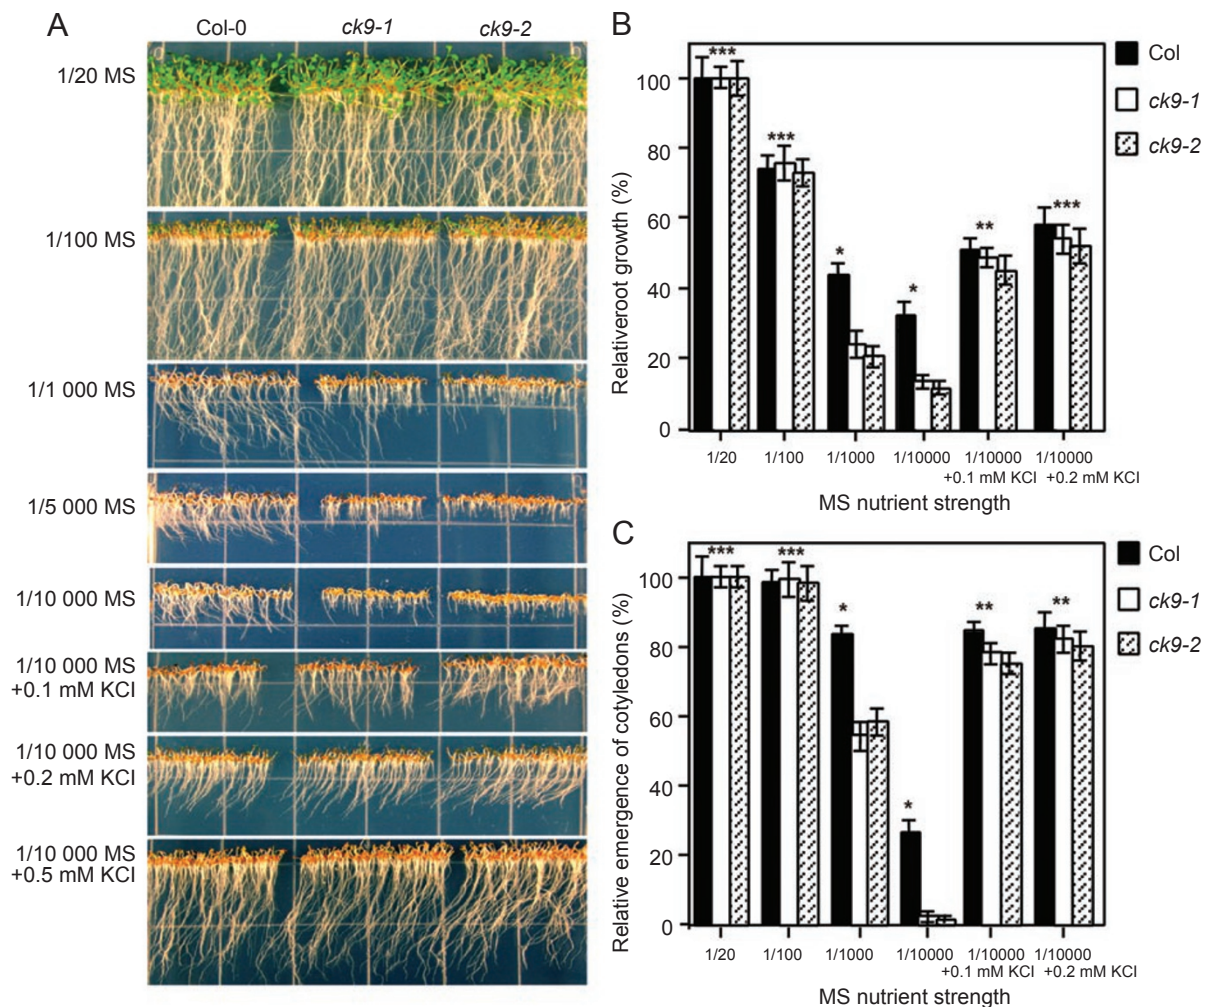 A
Col-0 ck9-1 ck9-2
1/20 MS
1/100 MS
1/1 000 MS
1/5 000 MS
1/10 000 MS
1/10 000 MS
+0.1 mM KCl
1/10 000 MS
+0.2 mM KCl
1/10 000 MS
+0.5 mM KCl
B
Relativeroot growth (%)
100
80
60
40
20
0
***
***
*
*
**
***
Col
ck9-1
ck9-2
1/20 1/100 1/1000 1/10000 1/10000 1/10000
+0.1 mM KCl +0.2 mM KCl
MS nutrient strength
C
Relative emergence of cotyledons (%)
100
80
60
40
20
0
***
***
*
*
**
**
Col
ck9-1
ck9-2
1/20 1/100 1/1000 1/10000 1/10000 1/10000
+0.1 mM KCl +0.2 mM KCl
MS nutrient strength